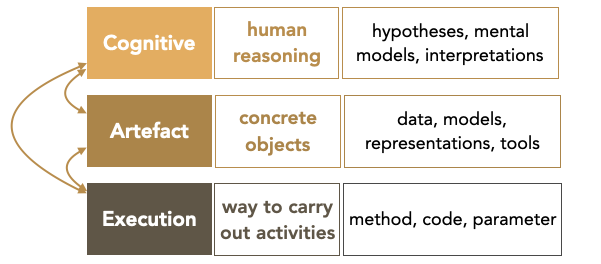 Cognitive
human
reasoning
hypotheses, mental
models, interpretations
Artefact
concrete
objects
data, models,
representations, tools
Execution
way to carry
out activities
method, code, parameter